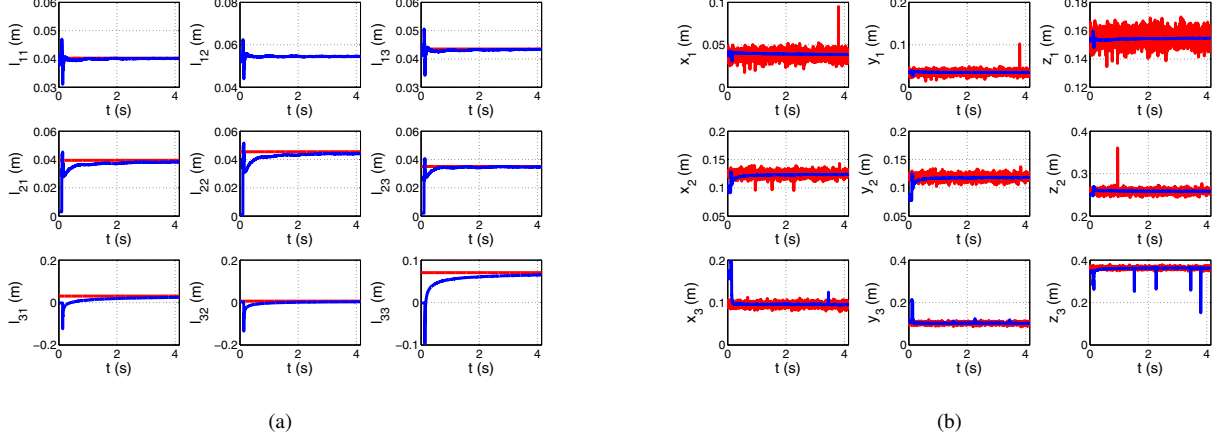 0.06 0.05 0.04 0.03 0 2 4 t (s) l11 (m)
0.08 0.06 0.04 0 2 4 t (s) l12 (m)
0.06 0.05 0.04 0.03 0 2 4 t (s) l13 (m)
0.1 0.05 0 0 2 4 t (s) x1 (m)
0.2 0.1 0 0 2 4 t (s) y1 (m)
0.18 0.16 0.14 0.12 0 2 4 t (s) z1 (m)
0.06 0.04 0.02 0 0 2 4 t (s) l21 (m)
0.06 0.04 0.02 0 0 2 4 t (s) l22 (m)
0.06 0.04 0.02 0 0 2 4 t (s) l23 (m)
0.2 0.15 0.1 0.05 0 2 4 t (s) x2 (m)
0.2 0.15 0.1 0.05 0 2 4 t (s) y2 (m)
0.4 0.3 0.2 0 2 4 t (s) z2 (m)
0.2 0 −0.2 0 2 4 t (s) l31 (m)
0.2 0 −0.2 0 2 4 t (s) l32 (m)
0.1 0 −0.1 0 2 4 t (s) l33 (m)
0.2 0.1 0 0 2 4 t (s) x3 (m)
0.4 0.2 0 0 2 4 t (s) y3 (m)
0.4 0.2 0 0 2 4 t (s) z3 (m)
(a)
(b)